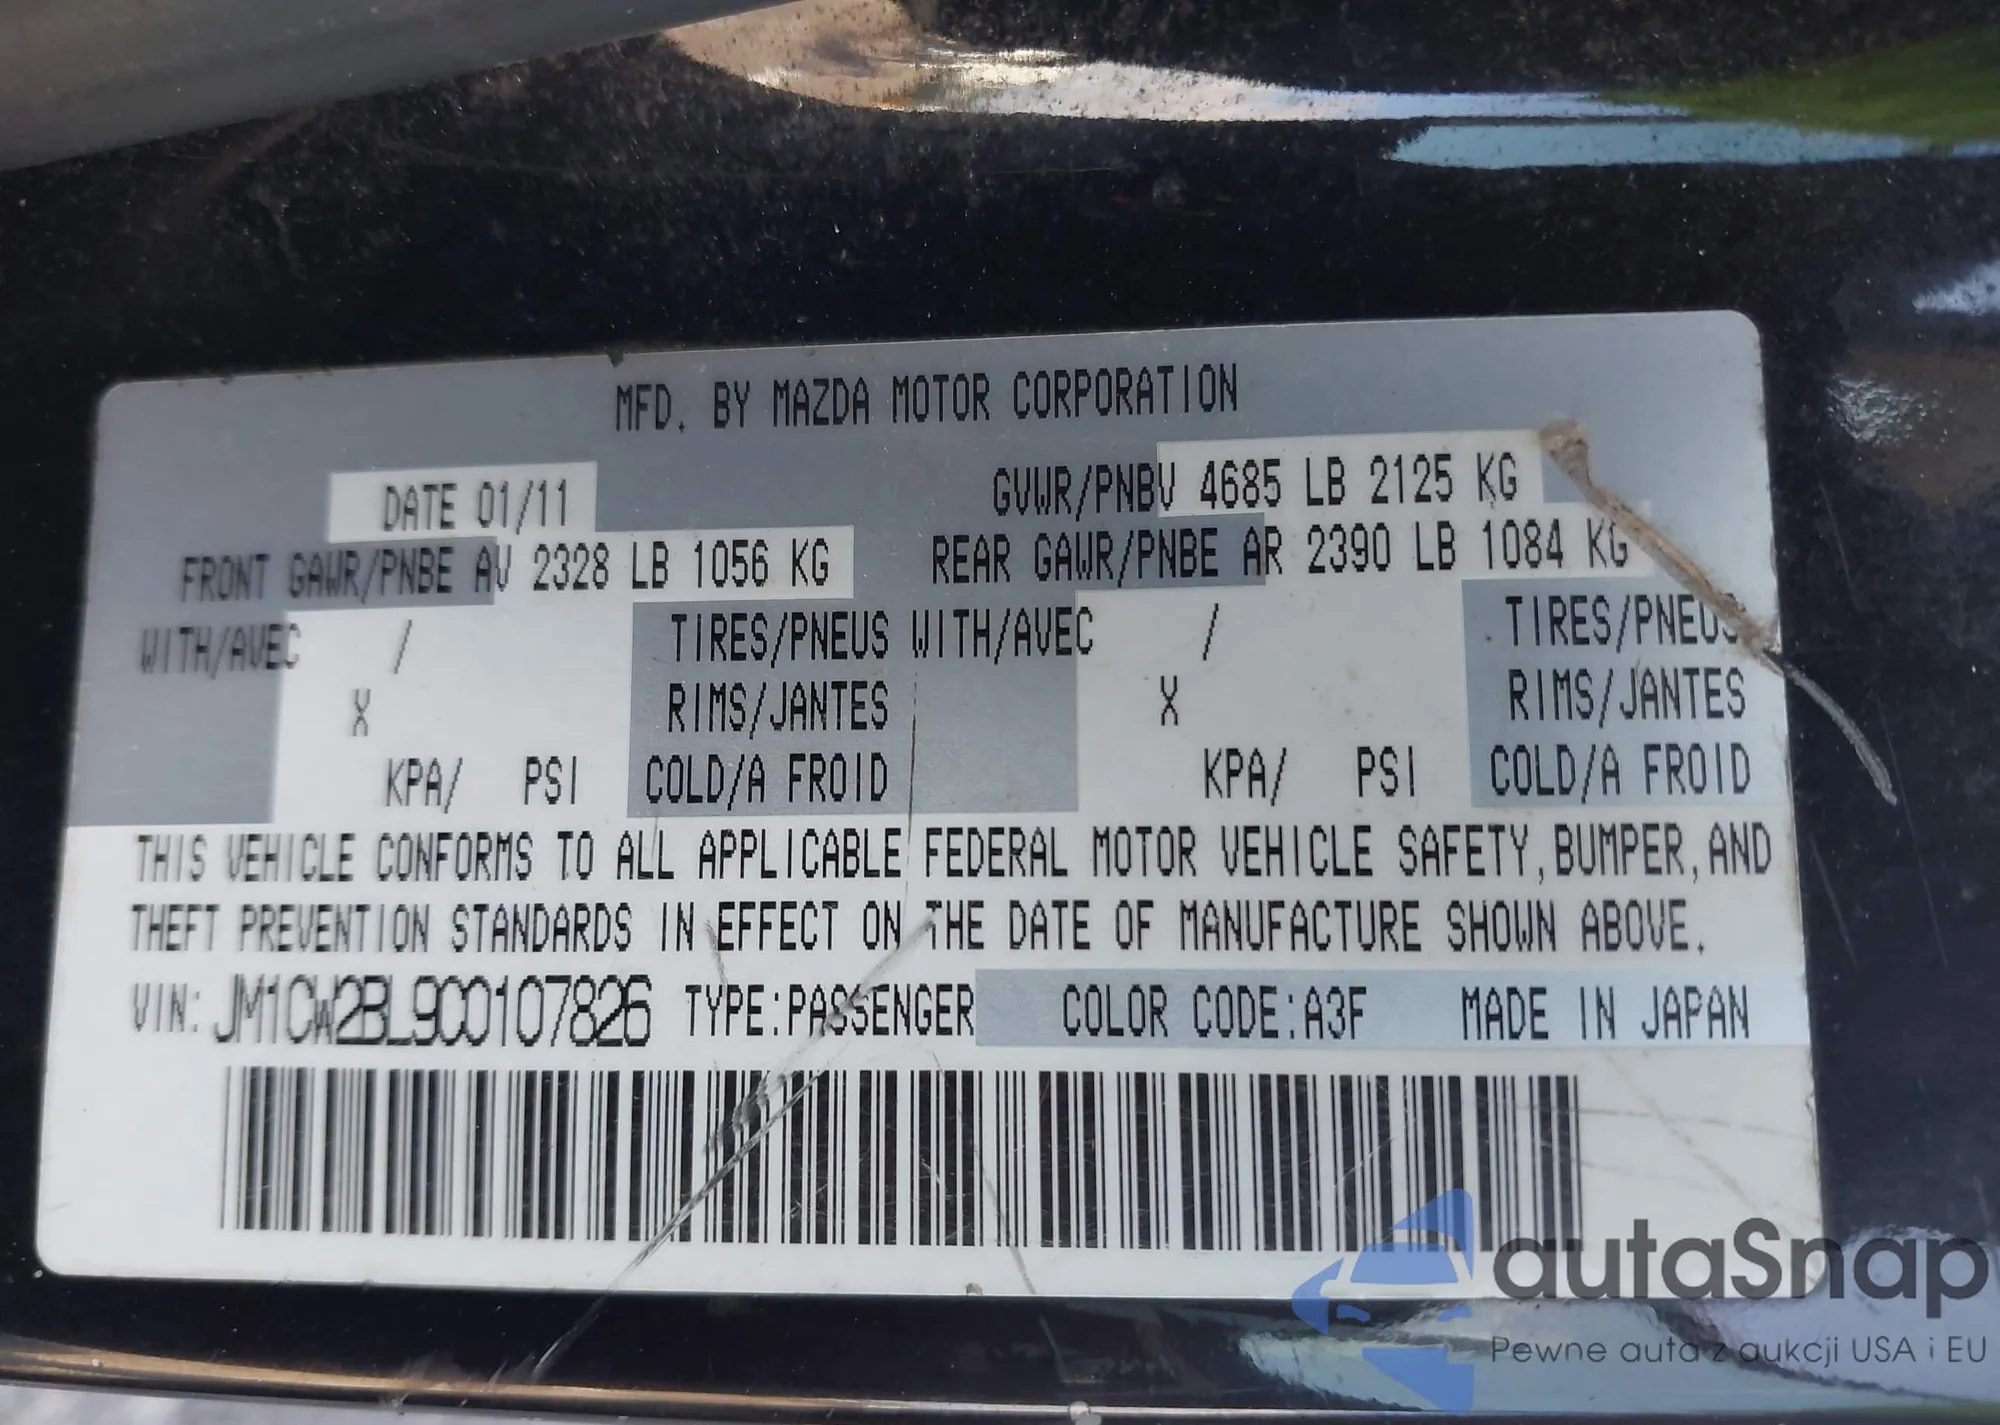 MFD. BY MAZDA MOTOR CORPORATION
DATE 01/11 GVWR/PNBV 4685 LB 2125 KG
FRONT GAWR/PNBE AV 2328 LB 1056 KG REAR GAWR/PNBE AR 2390 LB 1084 KG
WITH/AVEC / TIRES/PNEUS WITH/AVEC / TIRES/PNEUS
X RIMS/JANTES X RIMS/JANTES
KPA/ PSI COLD/A FROID KPA/ PSI COLD/A FROID
THIS VEHICLE CONFORMS TO ALL APPLICABLE FEDERAL MOTOR VEHICLE SAFETY,BUMPER,AND
THEFT PREVENTION STANDARDS IN EFFECT ON THE DATE OF MANUFACTURE SHOWN ABOVE.
VIN: JM1CW2BL9C0107826 TYPE:PASSENGER COLOR CODE:A3F MADE IN JAPAN
autaSnap
Pewne auta z aukcji USA i EU